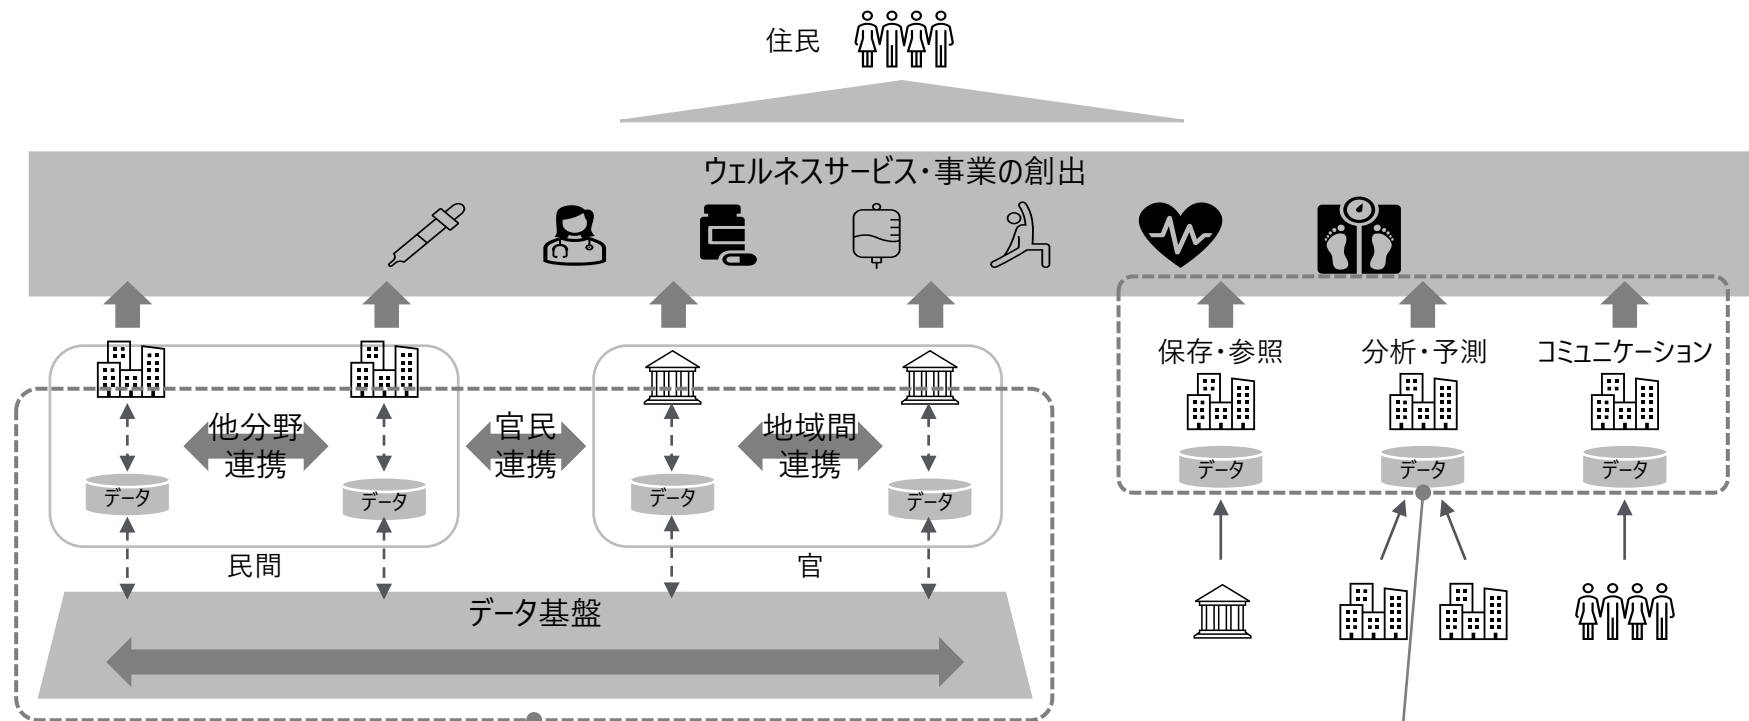 住民
ウェルネスサービス・事業の創出
保存・参照
分析・予測
コミュニケーション
他分野
連携
官民
連携
地域間
連携
データ
データ
データ
データ
データ
データ
データ
民間
官
データ基盤